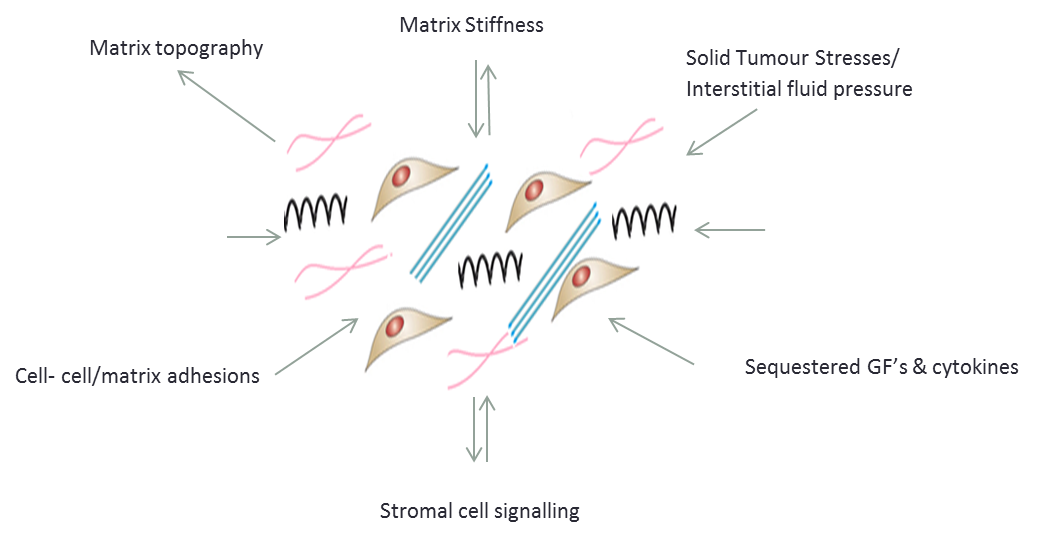 Matrix Stiffness
Matrix topography
Solid Tumour Stresses/
Interstitial fluid pressure
Cell- cell/matrix adhesions
Sequestered GF's & cytokines
Stromal cell signalling